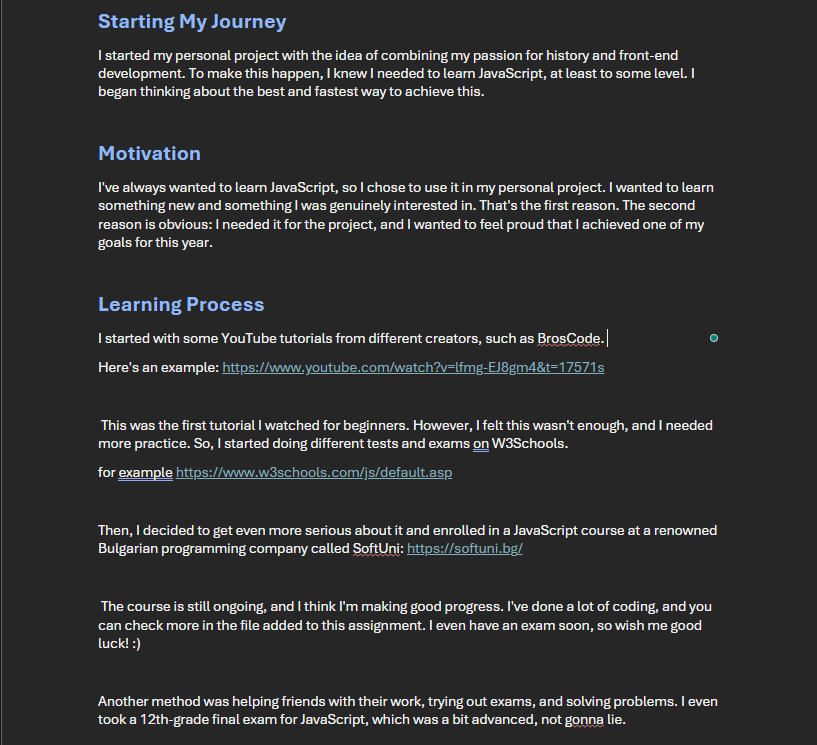 Starting My Journey
I started my personal project with the idea of combining my passion for history and front-end
development. To make this happen, I knew I needed to learn JavaScript, at least to some level. I
began thinking about the best and fastest way to achieve this.
Motivation
I've always wanted to learn JavaScript, so I chose to use it in my personal project. I wanted to learn
something new and something I was genuinely interested in. That's the first reason. The second
reason is obvious: I needed it for the project, and I wanted to feel proud that I achieved one of my
goals for this year.
Learning Process
I started with some YouTube tutorials from different creators, such as BrosCode.
Here's an example: https://www.youtube.com/watch?v=lfmg-EJ8gm4&t=17571s
This was the first tutorial I watched for beginners. However, I felt this wasn't enough, and I needed
more practice. So, I started doing different tests and exams on W3Schools.
for example https://www.w3schools.com/js/default.asp
Then, I decided to get even more serious about it and enrolled in a JavaScript course at a renowned
Bulgarian programming company called SoftUni: https://softuni.bg/
The course is still ongoing, and I think I'm making good progress. I've done a lot of coding, and you
can check more in the file added to this assignment. I even have an exam soon, so wish me good
luck! :)
Another method was helping friends with their work, trying out exams, and solving problems. I even
took a 12th-grade final exam for JavaScript, which was a bit advanced, not gonna lie.